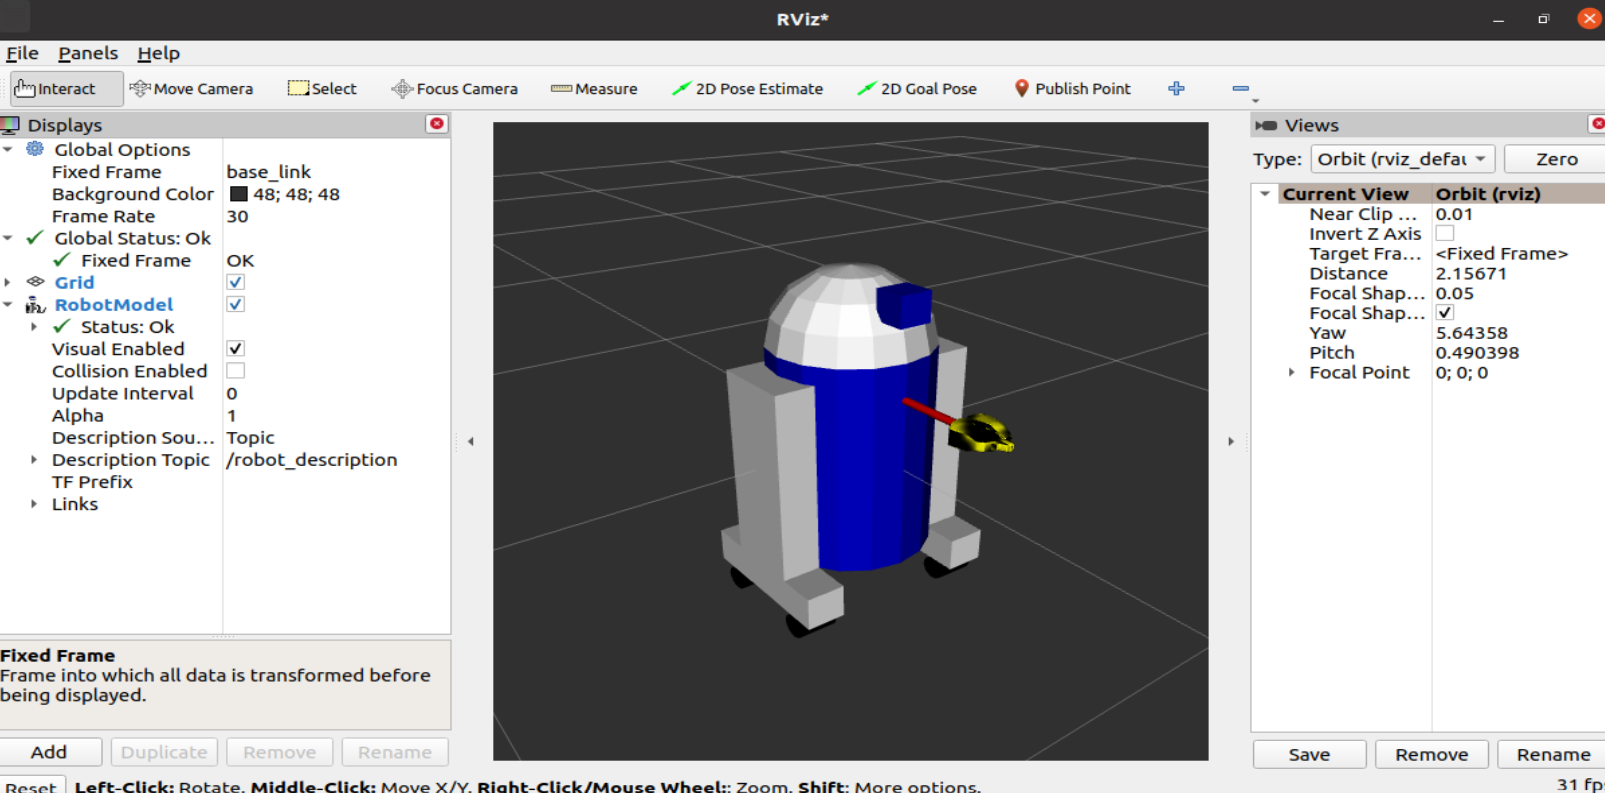 RViz*
File Panels Help
Interact Move Camera Select Focus Camera Measure 2D Pose Estimate 2D Goal Pose Publish Point
Displays
Global Options
Fixed Frame base_link
Background Color 48; 48; 48
Frame Rate 30
Global Status: Ok
Fixed Frame OK
Grid
RobotModel
Status: Ok
Visual Enabled
Collision Enabled
Update Interval 0
Alpha 1
Description Sou... Topic
Description Topic /robot_description
TF Prefix
Links
Fixed Frame
Frame into which all data is transformed before
being displayed.
Add Duplicate Remove Rename
Views
Type: Orbit (rviz_defau Zero
Current View Orbit (rviz)
Near Clip ... 0.01
Invert Z Axis
Target Fra... <Fixed Frame>
Distance 2.15671
Focal Shap... 0.05
Focal Shap...
Yaw 5.64358
Pitch 0.490398
Focal Point 0; 0; 0
Save Remove Rename
Reset Left-Click: Rotate. Middle-Click: Move X/Y. Right-Click/Mouse Wheel:: Zoom. Shift: More options. 31 fps